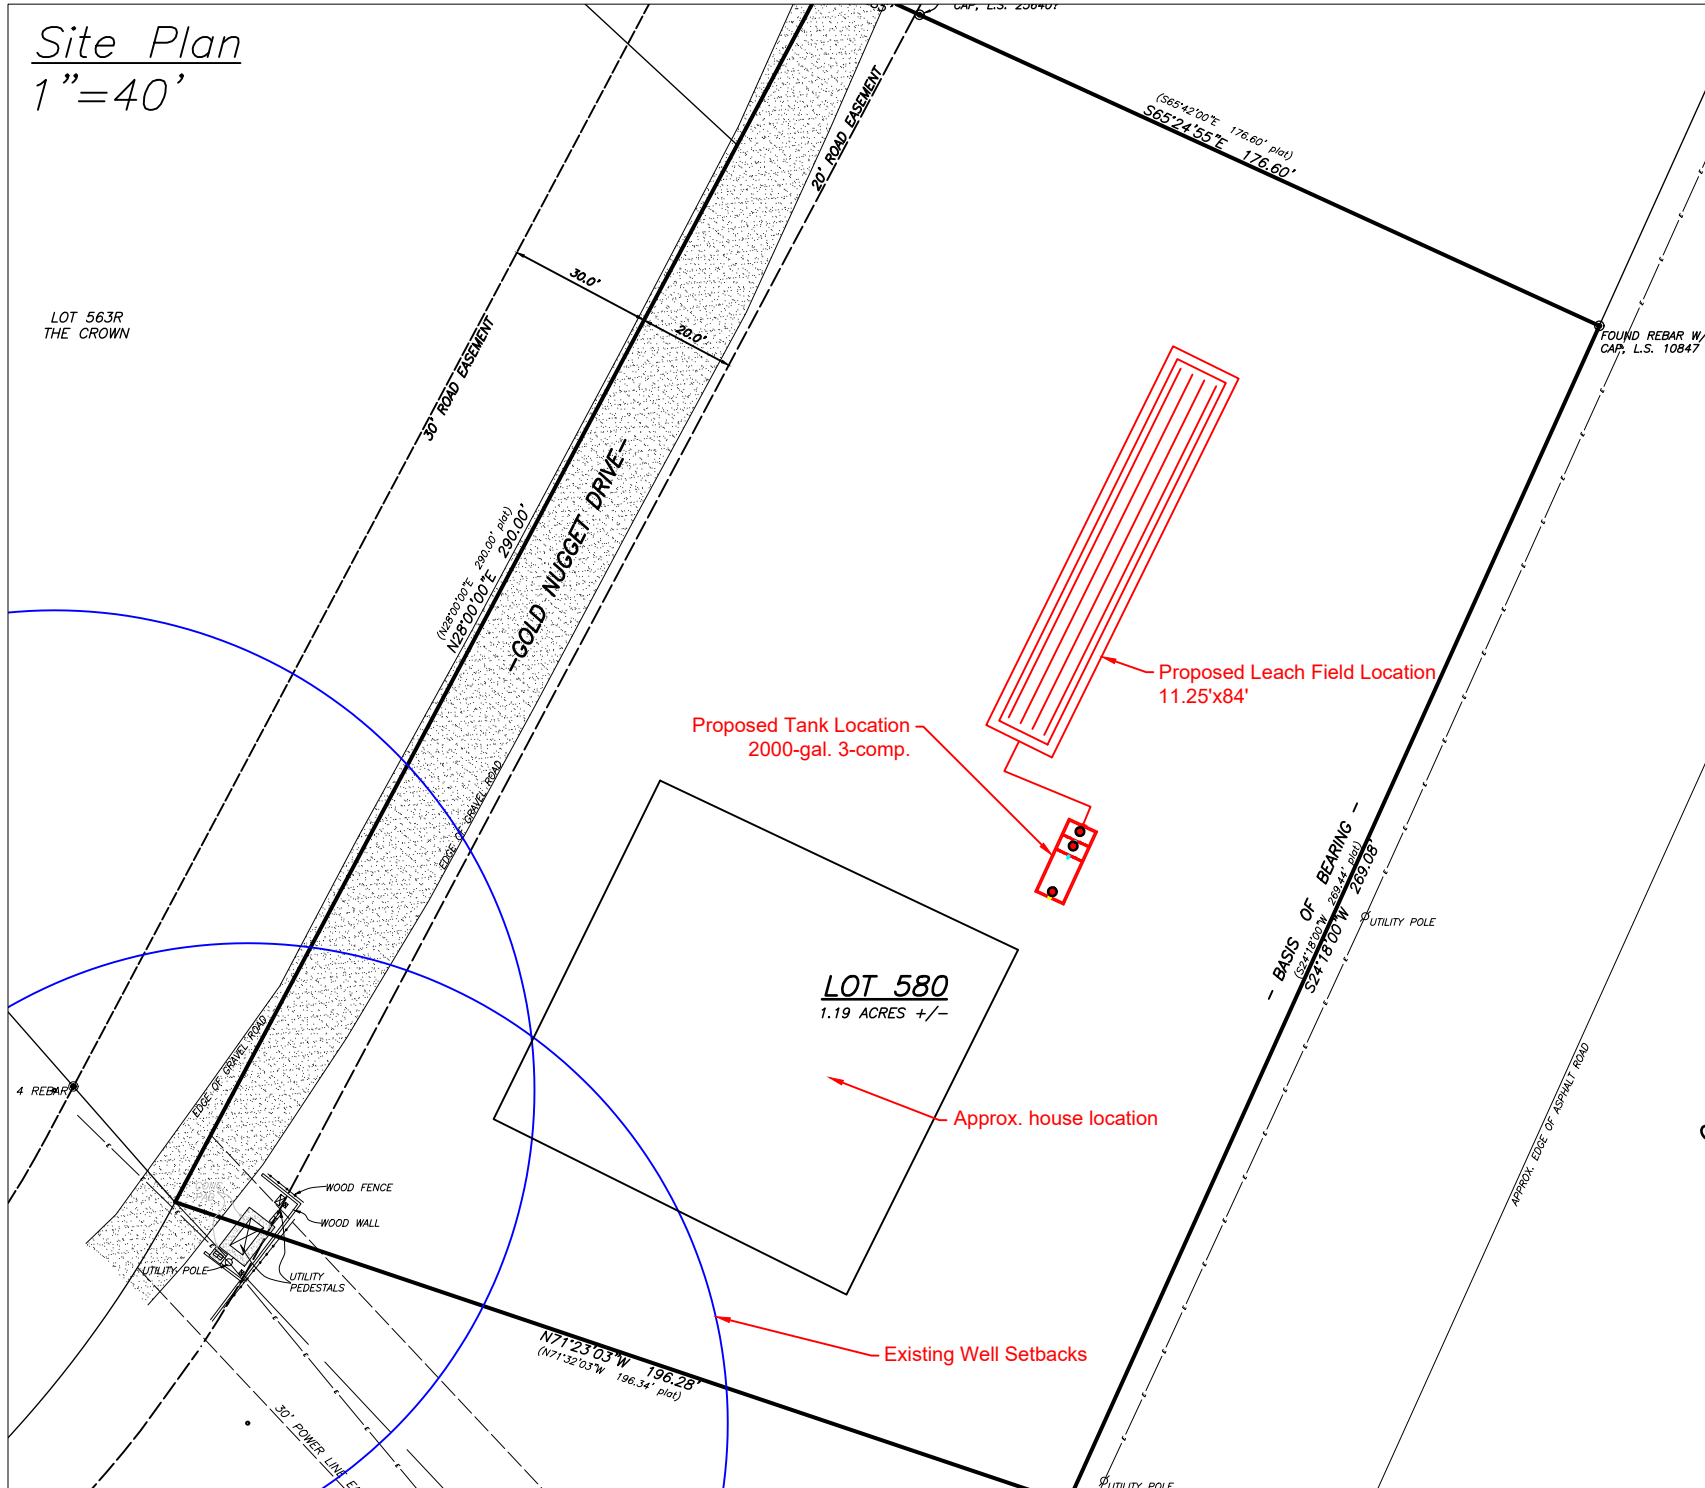 Site Plan
1"=40'
CAP, L.S. 25640?
20' ROAD EASEMENT
(S65°42'00"E 176.60' plat)
S65°24'55"E 176.60'
30.0'
20.0'
LOT 563R
THE CROWN
FOUND REBAR W/
CAP, L.S. 10847
30' ROAD EASEMENT
(N28°00'00"E 290.00' plat)
N28°00'00"E 290.00'
-GOLD NUGGET DRIVE-
Proposed Leach Field Location
11.25'x84'
Proposed Tank Location
2000-gal. 3-comp.
EDGE OF GRAVEL ROAD
- BASIS OF BEARING -
(S24°18'00"W 269.44' plat)
S24°18'00"W 269.08'
UTILITY POLE
LOT 580
1.19 ACRES +/-
EDGE OF GRAVEL ROAD
4 REBAR
APPROX. EDGE OF ASPHALT ROAD
Approx. house location
WOOD FENCE
WOOD WALL
UTILITY POLE
UTILITY
PEDESTALS
Existing Well Setbacks
N71°23'03"W 196.28'
(N71°32'03"W 196.34' plat)
30' POWER LINE
UTILITY POLE